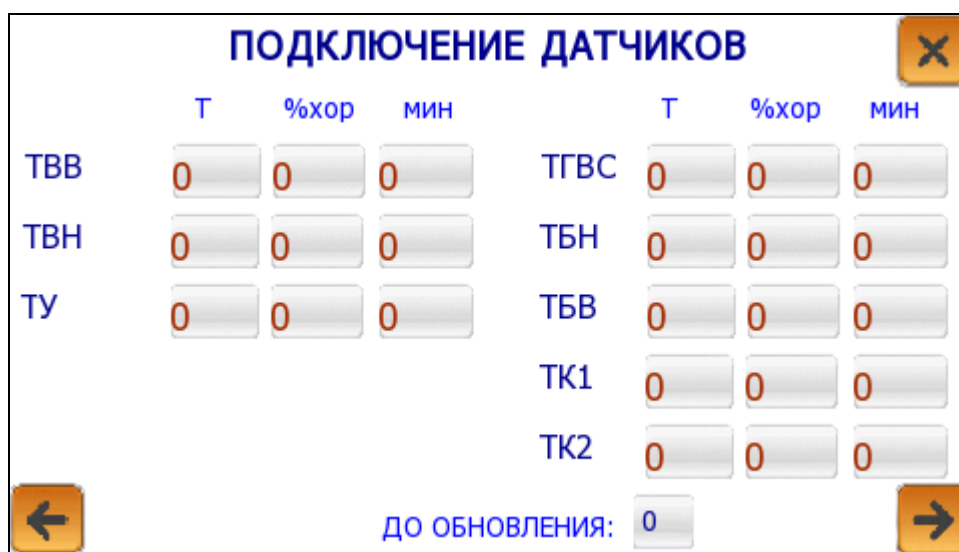 ПОДКЛЮЧЕНИЕ ДАТЧИКОВ
Т %хор мин Т %хор мин
ТВВ 0 0 0 ТГВС 0 0 0
ТВН 0 0 0 ТБН 0 0 0
ТУ 0 0 0 ТБВ 0 0 0
ТК1 0 0 0
ТК2 0 0 0
ДО ОБНОВЛЕНИЯ: 0